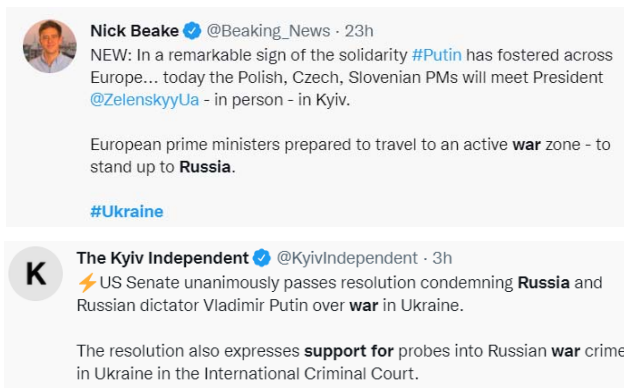 Nick Beake @Beaking_News · 23h
NEW: In a remarkable sign of the solidarity #Putin has fostered across
Europe… today the Polish, Czech, Slovenian PMs will meet President
@ZelenskyyUa - in person - in Kyiv.
European prime ministers prepared to travel to an active war zone - to
stand up to Russia.
#Ukraine
K
The Kyiv Independent @KyivIndependent · 3h
⚡US Senate unanimously passes resolution condemning Russia and
Russian dictator Vladimir Putin over war in Ukraine.
The resolution also expresses support for probes into Russian war crime
in Ukraine in the International Criminal Court.